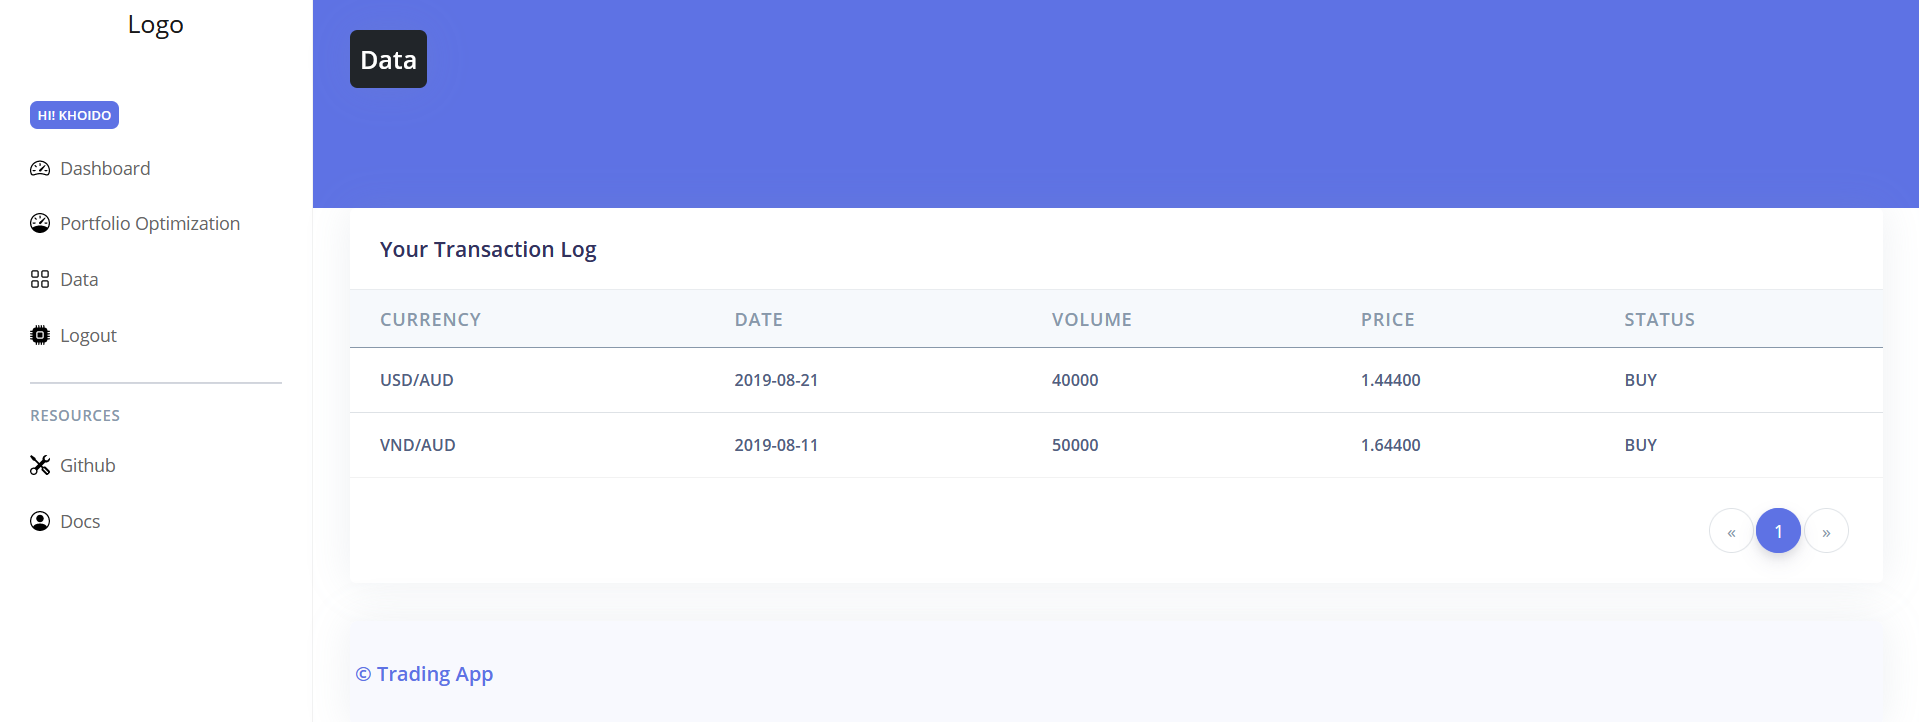 Logo
HI! KHOIDO
Dashboard
Portfolio Optimization
Data
Logout
RESOURCES
Github
Docs
Data
Your Transaction Log
CURRENCY DATE VOLUME PRICE STATUS
USD/AUD 2019-08-21 40000 1.44400 BUY
VND/AUD 2019-08-11 50000 1.64400 BUY
« 1 »
© Trading App